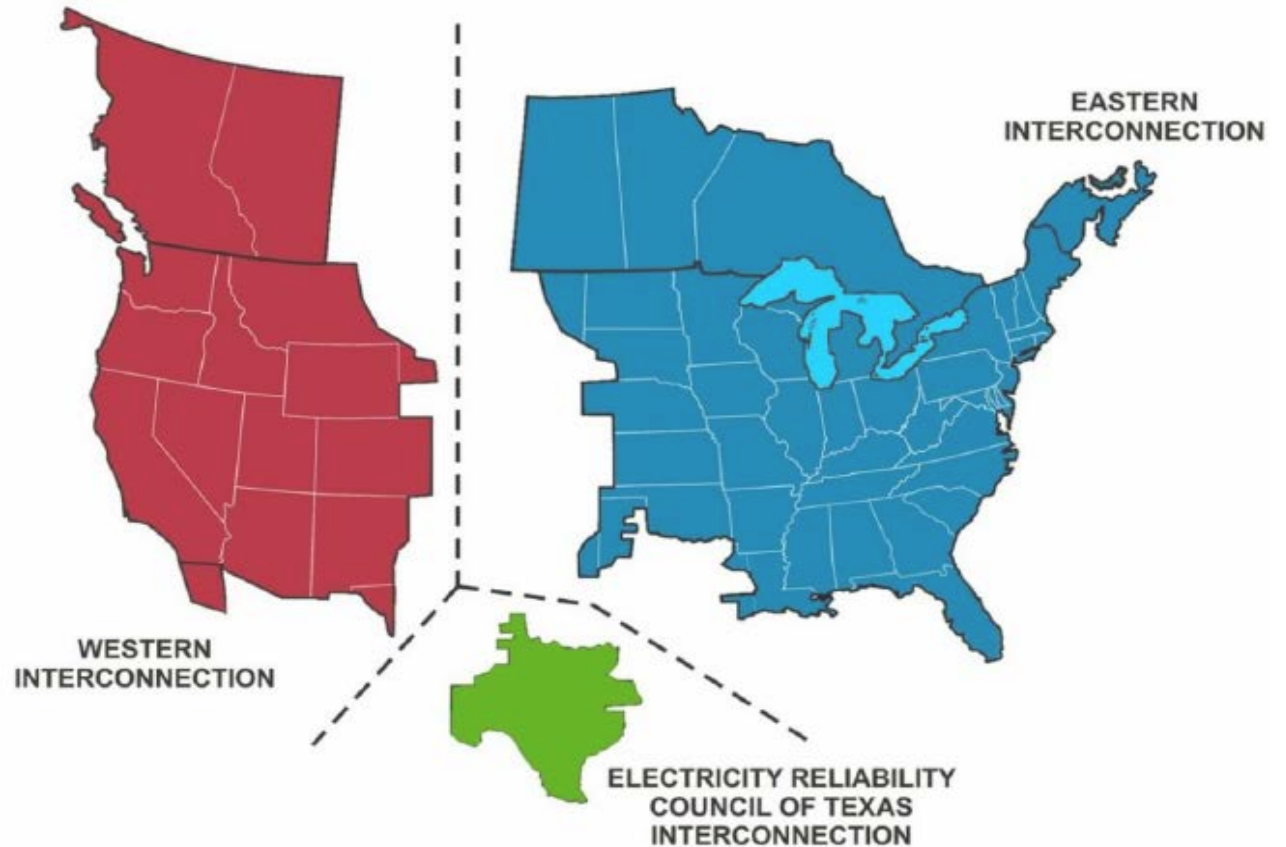 EASTERN
INTERCONNECTION
WESTERN
INTERCONNECTION
ELECTRICITY RELIABILITY
COUNCIL OF TEXAS
INTERCONNECTION